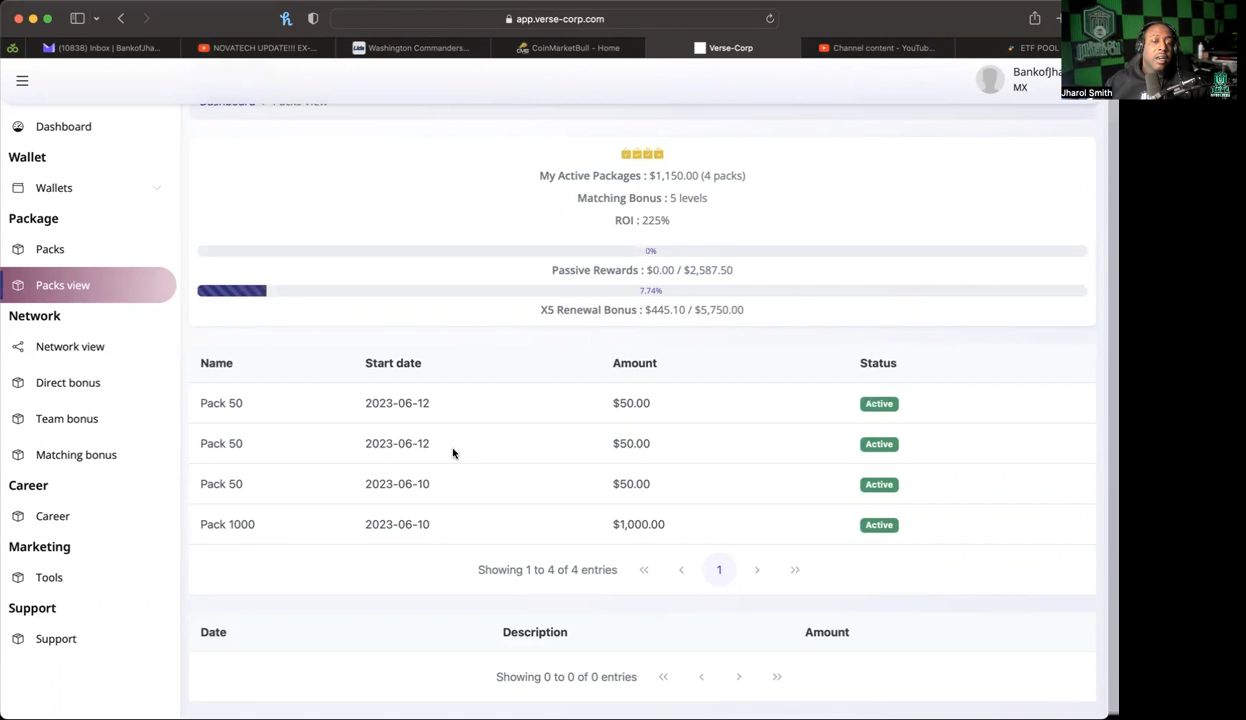 app.verse-corp.com
(10838) Inbox | BankofJha...
NOVATECH UPDATE!!! EX-...
Washington Commanders...
CoinMarketBull - Home
Verse-Corp
Channel content - YouTub...
ETF POOL
BankofJha
MX
Jharol Smith
Dashboard
Packs view
Dashboard
Wallet
Wallets
Package
Packs
Packs view
Network
Network view
Direct bonus
Team bonus
Matching bonus
Career
Career
Marketing
Tools
Support
Support
My Active Packages : $1,150.00 (4 packs)
Matching Bonus : 5 levels
ROI : 225%
0%
Passive Rewards : $0.00 / $2,587.50
7.74%
X5 Renewal Bonus : $445.10 / $5,750.00
Name Start date Amount Status
Pack 50 2023-06-12 $50.00 Active
Pack 50 2023-06-12 $50.00 Active
Pack 50 2023-06-10 $50.00 Active
Pack 1000 2023-06-10 $1,000.00 Active
Showing 1 to 4 of 4 entries « ‹ 1 › »
Date Description Amount
Showing 0 to 0 of 0 entries « ‹ › »